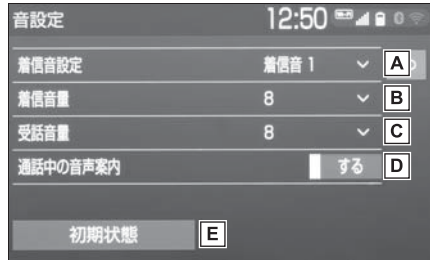 音設定 12:50
着信音設定 着信音 1 A
着信音量 8 B
受話音量 8 C
通話中の音声案内 する D
初期状態 E